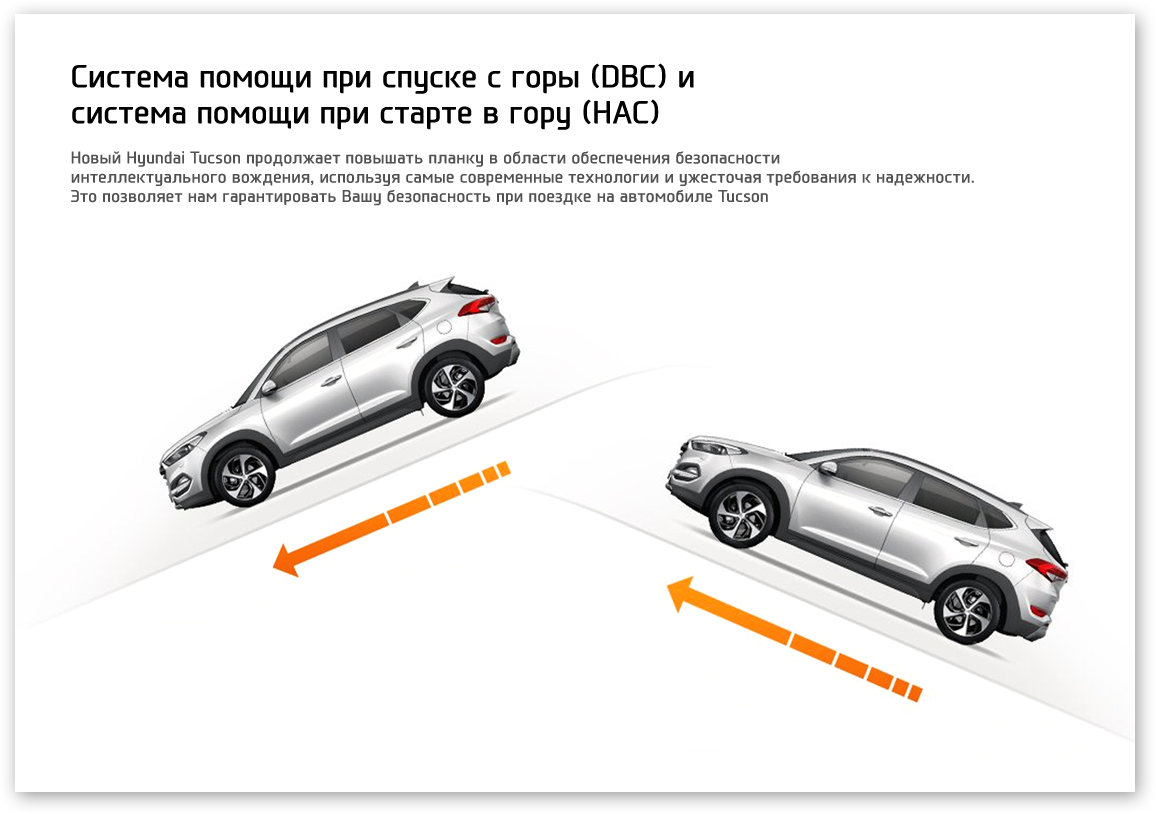 Система помощи при спуске с горы (DBC) и
система помощи при старте в гору (HAC)
Новый Hyundai Tucson продолжает повышать планку в области обеспечения безопасности
интеллектуального вождения, используя самые современные технологии и ужесточая требования к надежности.
Это позволяет нам гарантировать Вашу безопасность при поездке на автомобиле Tucson